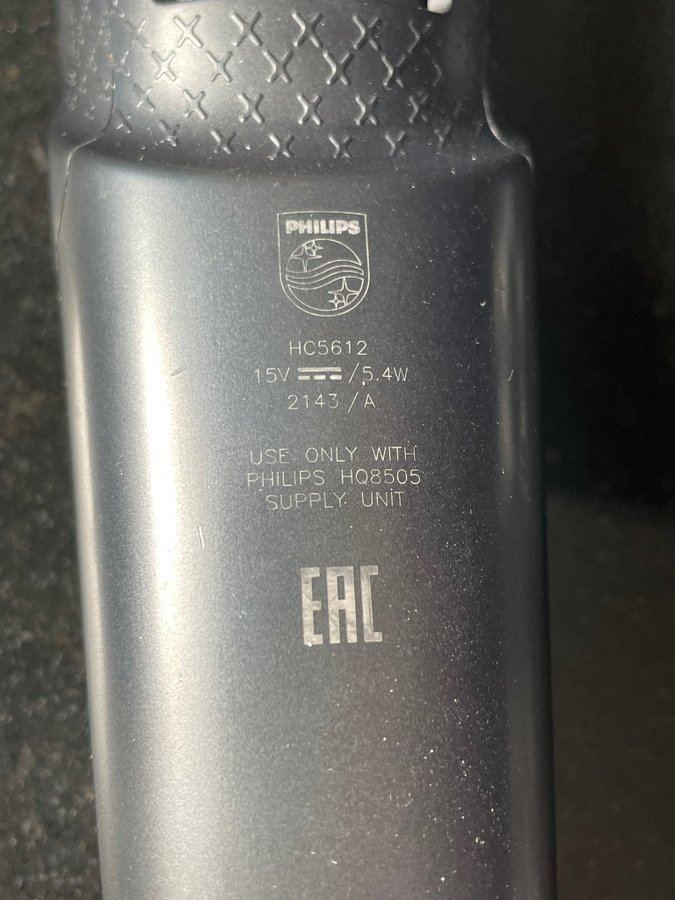 PHILIPS
HC5612
15V ⎓ / 5.4W
2143 / A
USE ONLY WITH
PHILIPS HQ8505
SUPPLY UNIT
EAC